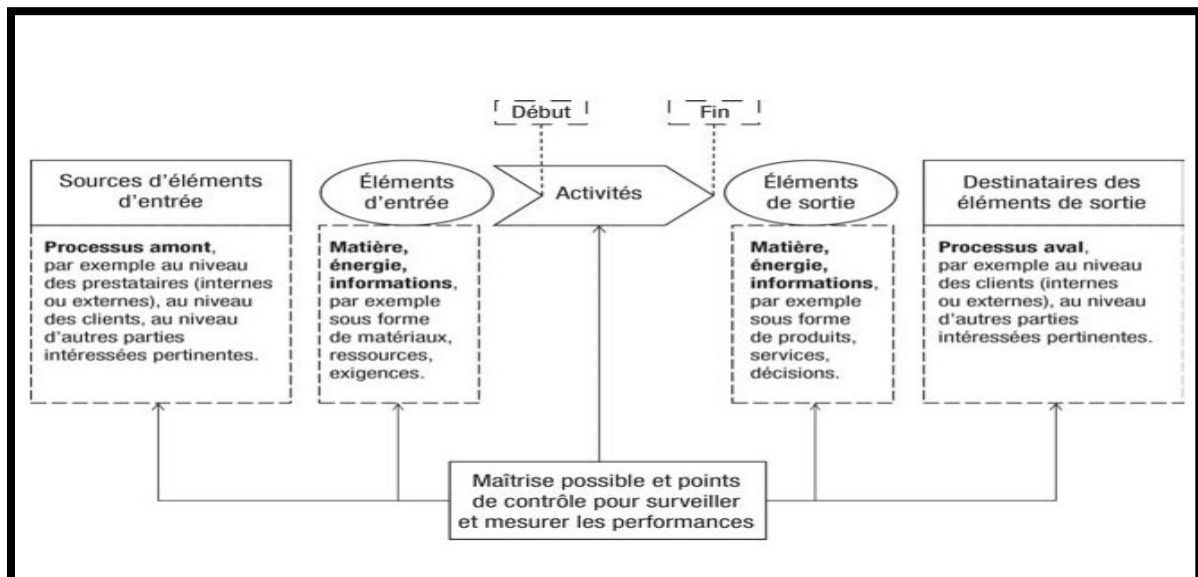 Début
Fin
Sources d'éléments
d'entrée
Éléments
d'entrée
Activités
Éléments
de sortie
Destinataires des
éléments de sortie
Processus amont,
par exemple au niveau
des prestataires (internes
ou externes), au niveau
des clients, au niveau
d'autres parties
intéressées pertinentes.
Matière,
énergie,
informations,
par exemple
sous forme
de matériaux,
ressources,
exigences.
Matière,
énergie,
informations,
par exemple
sous forme
de produits,
services,
décisions.
Processus aval,
par exemple au niveau
des clients (internes
ou externes), au niveau
d'autres parties
intéressées pertinentes.
Maîtrise possible et points
de contrôle pour surveiller
et mesurer les performances